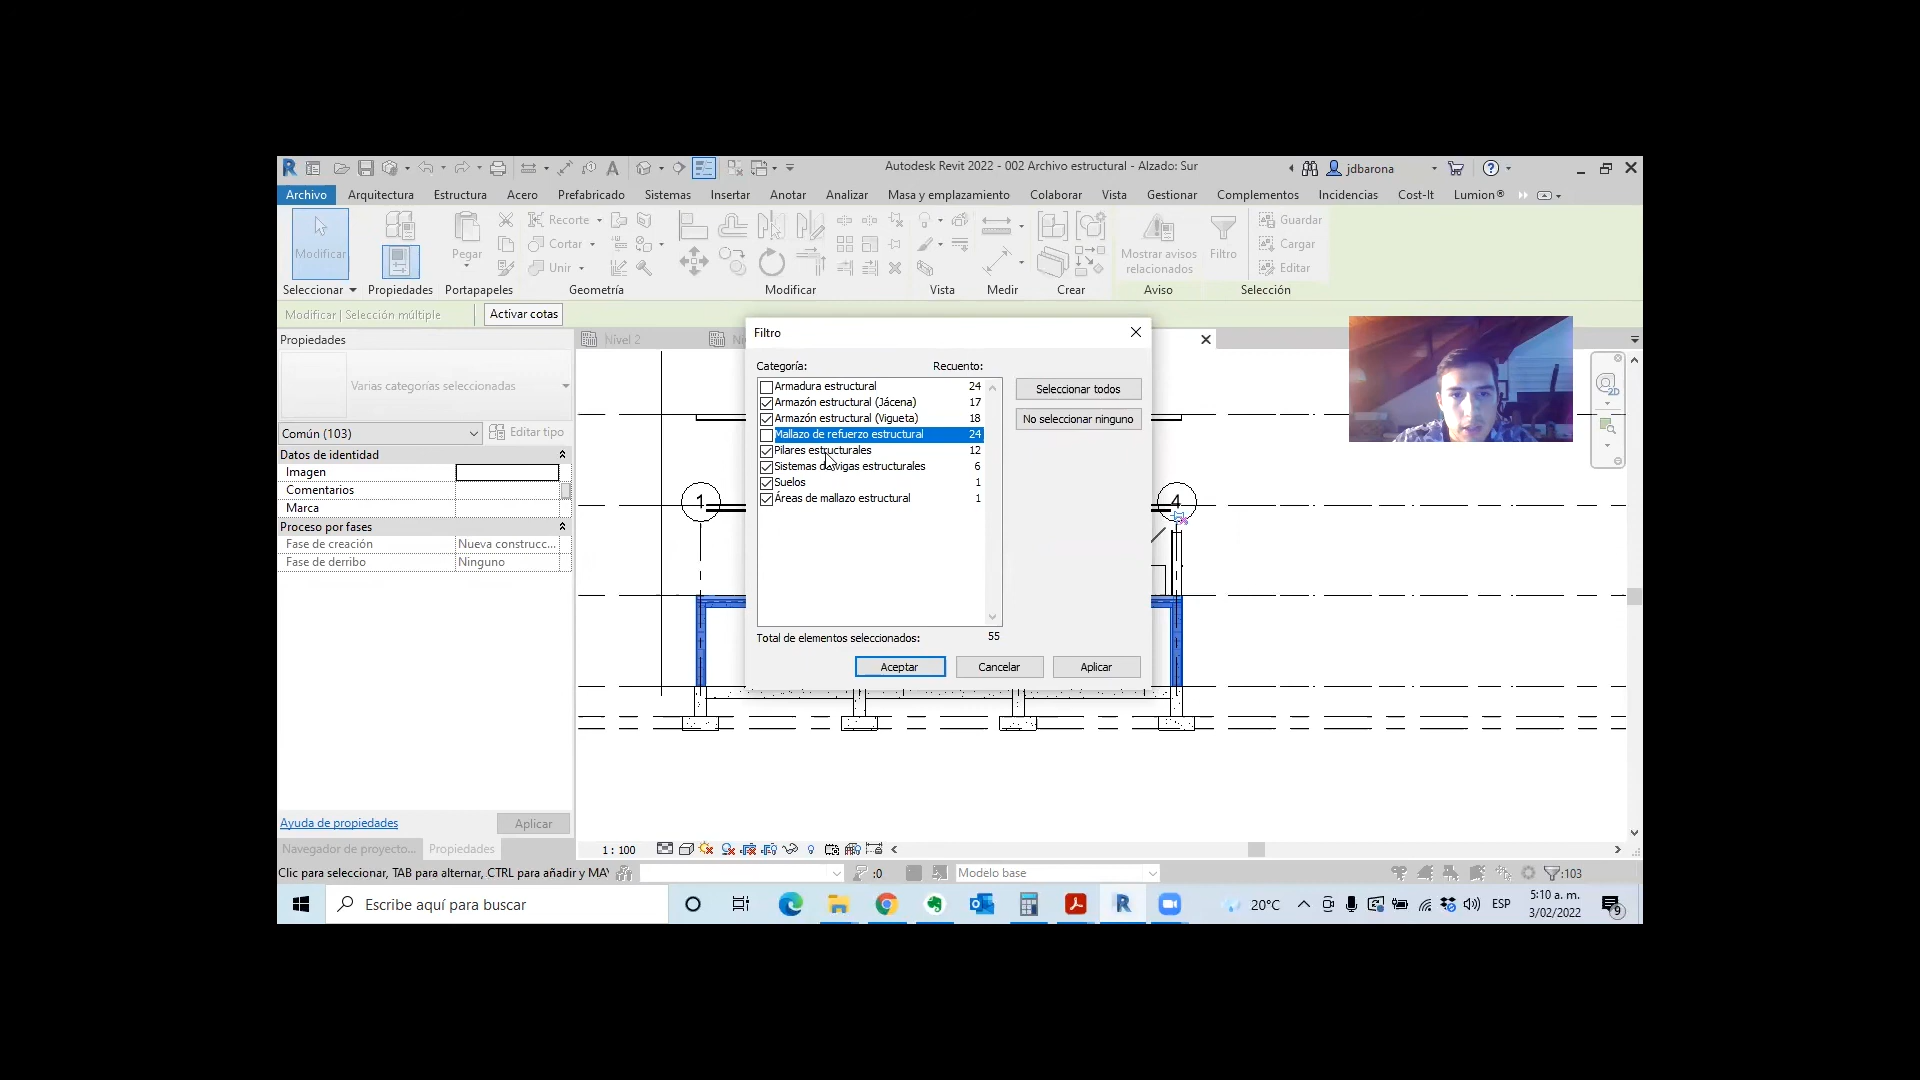 Autodesk Revit 2022 - 002 Archivo estructural - Alzado: Sur
jdbarona
Archivo Arquitectura Estructura Acero Prefabricado Sistemas Insertar Anotar Analizar Masa y emplazamiento Colaborar Vista Gestionar Complementos Incidencias Cost-It Lumion®
Modificar
Pegar
Recorte
Cortar
Unir
Mostrar avisos
relacionados
Filtro
Guardar
Cargar
Editar
Seleccionar Propiedades Portapapeles Geometría Modificar Vista Medir Crear Aviso Selección
Modificar | Selección múltiple
Activar cotas
Propiedades
Nivel 2
Varias categorías seleccionadas
Común (103)
Editar tipo
Datos de identidad
Imagen
Comentarios
Marca
Proceso por fases
Fase de creación Nueva construcc...
Fase de derribo Ninguno
Ayuda de propiedades
Aplicar
Navegador de proyecto... Propiedades
Filtro
Categoría: Recuento:
Armadura estructural 24
Armazón estructural (Jácena) 17
Armazón estructural (Vigueta) 18
Mallazo de refuerzo estructural 24
Pilares estructurales 12
Sistemas de vigas estructurales 6
Suelos 1
Áreas de mallazo estructural 1
Seleccionar todos
No seleccionar ninguno
Total de elementos seleccionados: 55
Aceptar Cancelar Aplicar
1
4
2D
1 : 100
Clic para seleccionar, TAB para alternar, CTRL para añadir y MAY
:0
Modelo base
:103
Escribe aquí para buscar
20°C
ESP
5:10 a. m.
3/02/2022
9